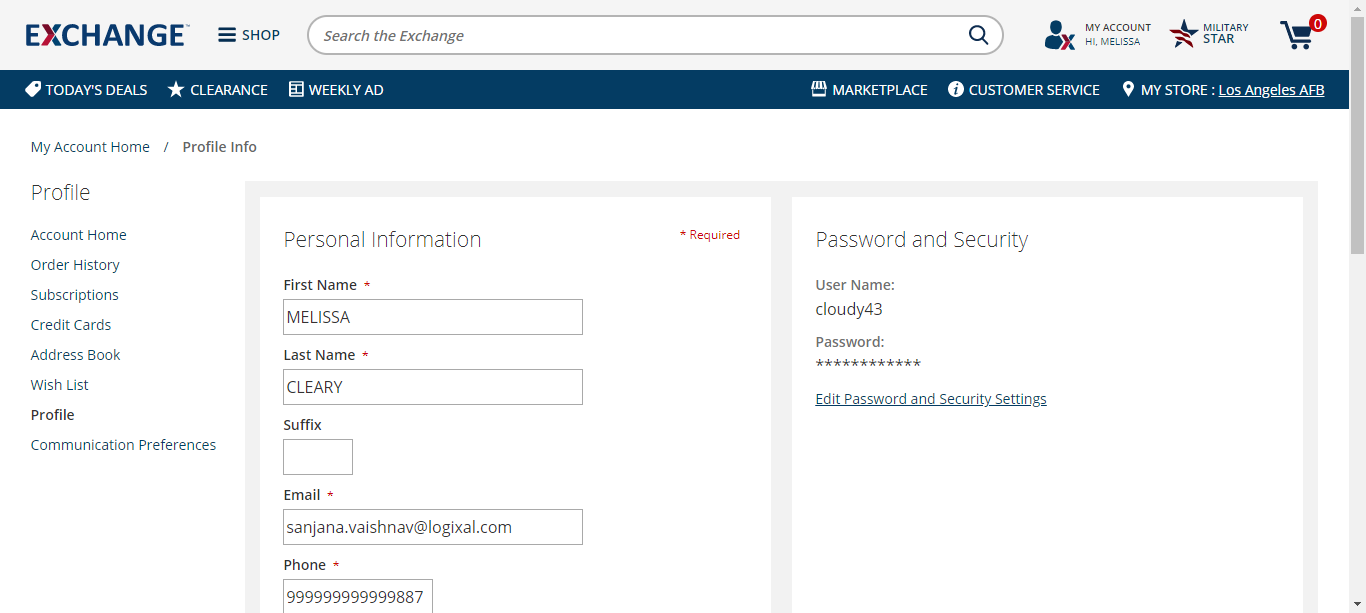 EXCHANGE
SHOP
Search the Exchange
MY ACCOUNT
HI, MELISSA
MILITARY
STAR
0
TODAY'S DEALS
CLEARANCE
WEEKLY AD
MARKETPLACE
CUSTOMER SERVICE
MY STORE : Los Angeles AFB
My Account Home / Profile Info
Profile
Account Home
Order History
Subscriptions
Credit Cards
Address Book
Wish List
Profile
Communication Preferences
Personal Information
* Required
First Name *
MELISSA
Last Name *
CLEARY
Suffix
Email *
sanjana.vaishnav@logixal.com
Phone *
999999999999887
Password and Security
User Name:
cloudy43
Password:
************
Edit Password and Security Settings